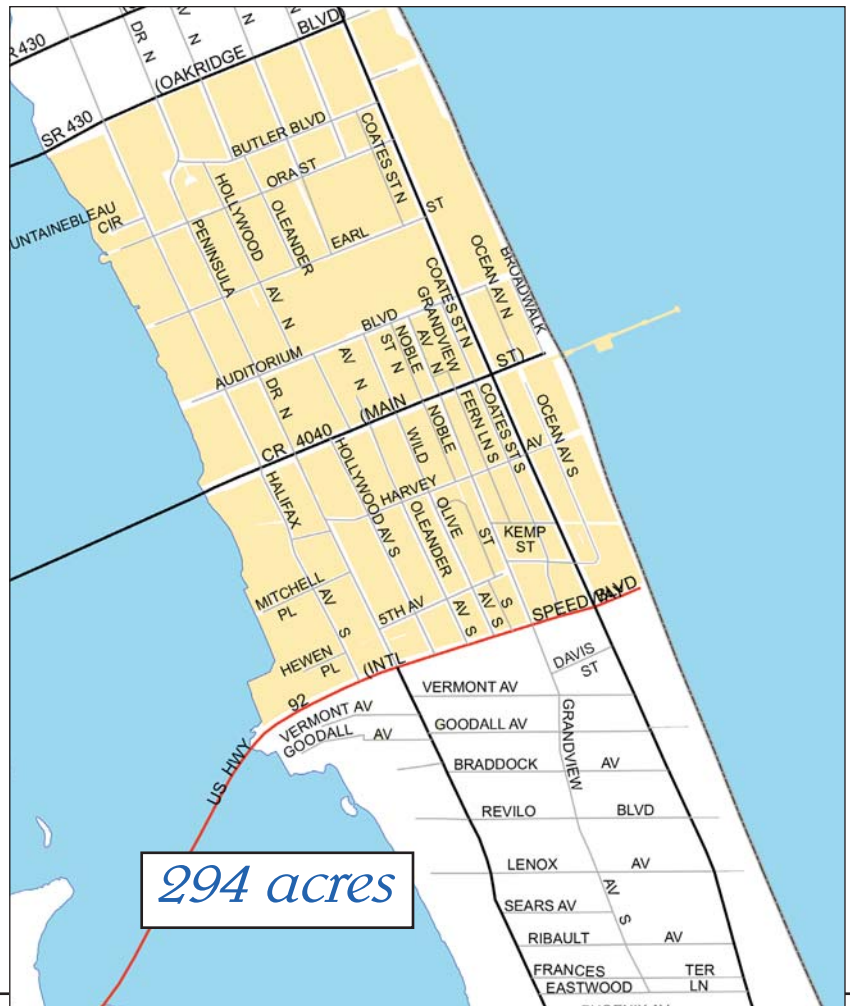 R 430
DR N
AV N
N
N
BLVD)
(OAKRIDGE
SR 430
BUTLER BLVD
COATES ST N
ORA ST
HOLLYWOOD
OLEANDER
UNTAINEBLEAU
CIR
PENINSULA
EARL
ST
AV N
OCEAN AV N
BROADWALK
COATES ST N
GRANDVIEW
AV N
NOBLE
ST N
BLVD
AUDITORIUM
AV N
DR N
ST)
(MAIN
CR 4040
NOBLE
FERN LN S
COATES ST S
OCEAN AV S
WILD
AV
HOLLYWOOD AV S
HALIFAX
HARVEY
OLIVE
OLEANDER
ST
KEMP
ST
MITCHELL
PL
AV S
5TH AV
AV S
AV S
S
SPEEDWAY
BLVD
HEWEN
PL
(INTL
DAVIS
ST
92
VERMONT AV
GOODALL AV
VERMONT AV
GOODALL AV
GRANDVIEW
US HWY
BRADDOCK AV
REVILO BLVD
294 acres
LENOX AV
AV S
SEARS AV
RIBAULT AV
FRANCES TER
EASTWOOD LN